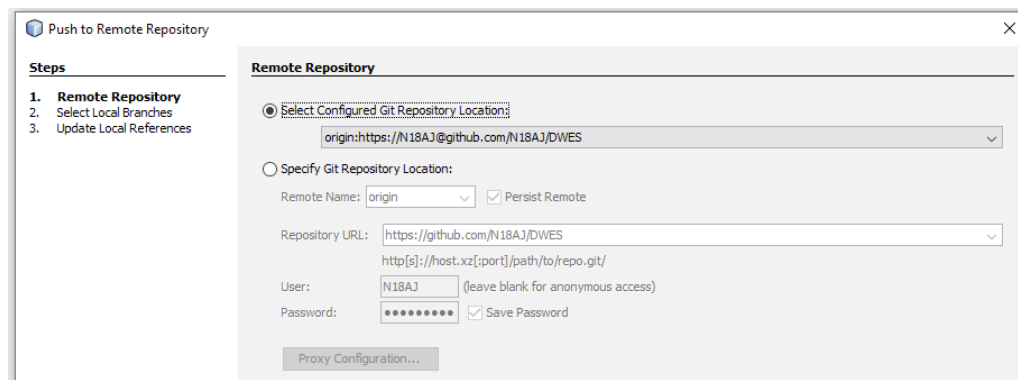 Push to Remote Repository
Steps
1. Remote Repository
2. Select Local Branches
3. Update Local References
Remote Repository
Select Configured Git Repository Location:
origin:https://N18AJ@github.com/N18AJ/DWES
Specify Git Repository Location:
Remote Name: origin Persist Remote
Repository URL: https://github.com/N18AJ/DWES
http[s]://host.xz[:port]/path/to/repo.git/
User: N18AJ (leave blank for anonymous access)
Password: ●●●●●●●●● Save Password
Proxy Configuration...